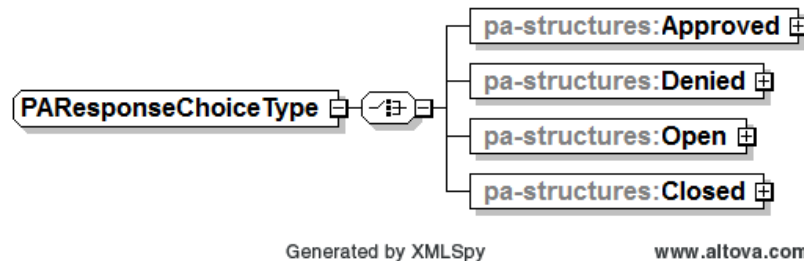 pa-structures:Approved
pa-structures:Denied
PAResponseChoiceType
pa-structures:Open
pa-structures:Closed
Generated by XMLSpy www.altova.com